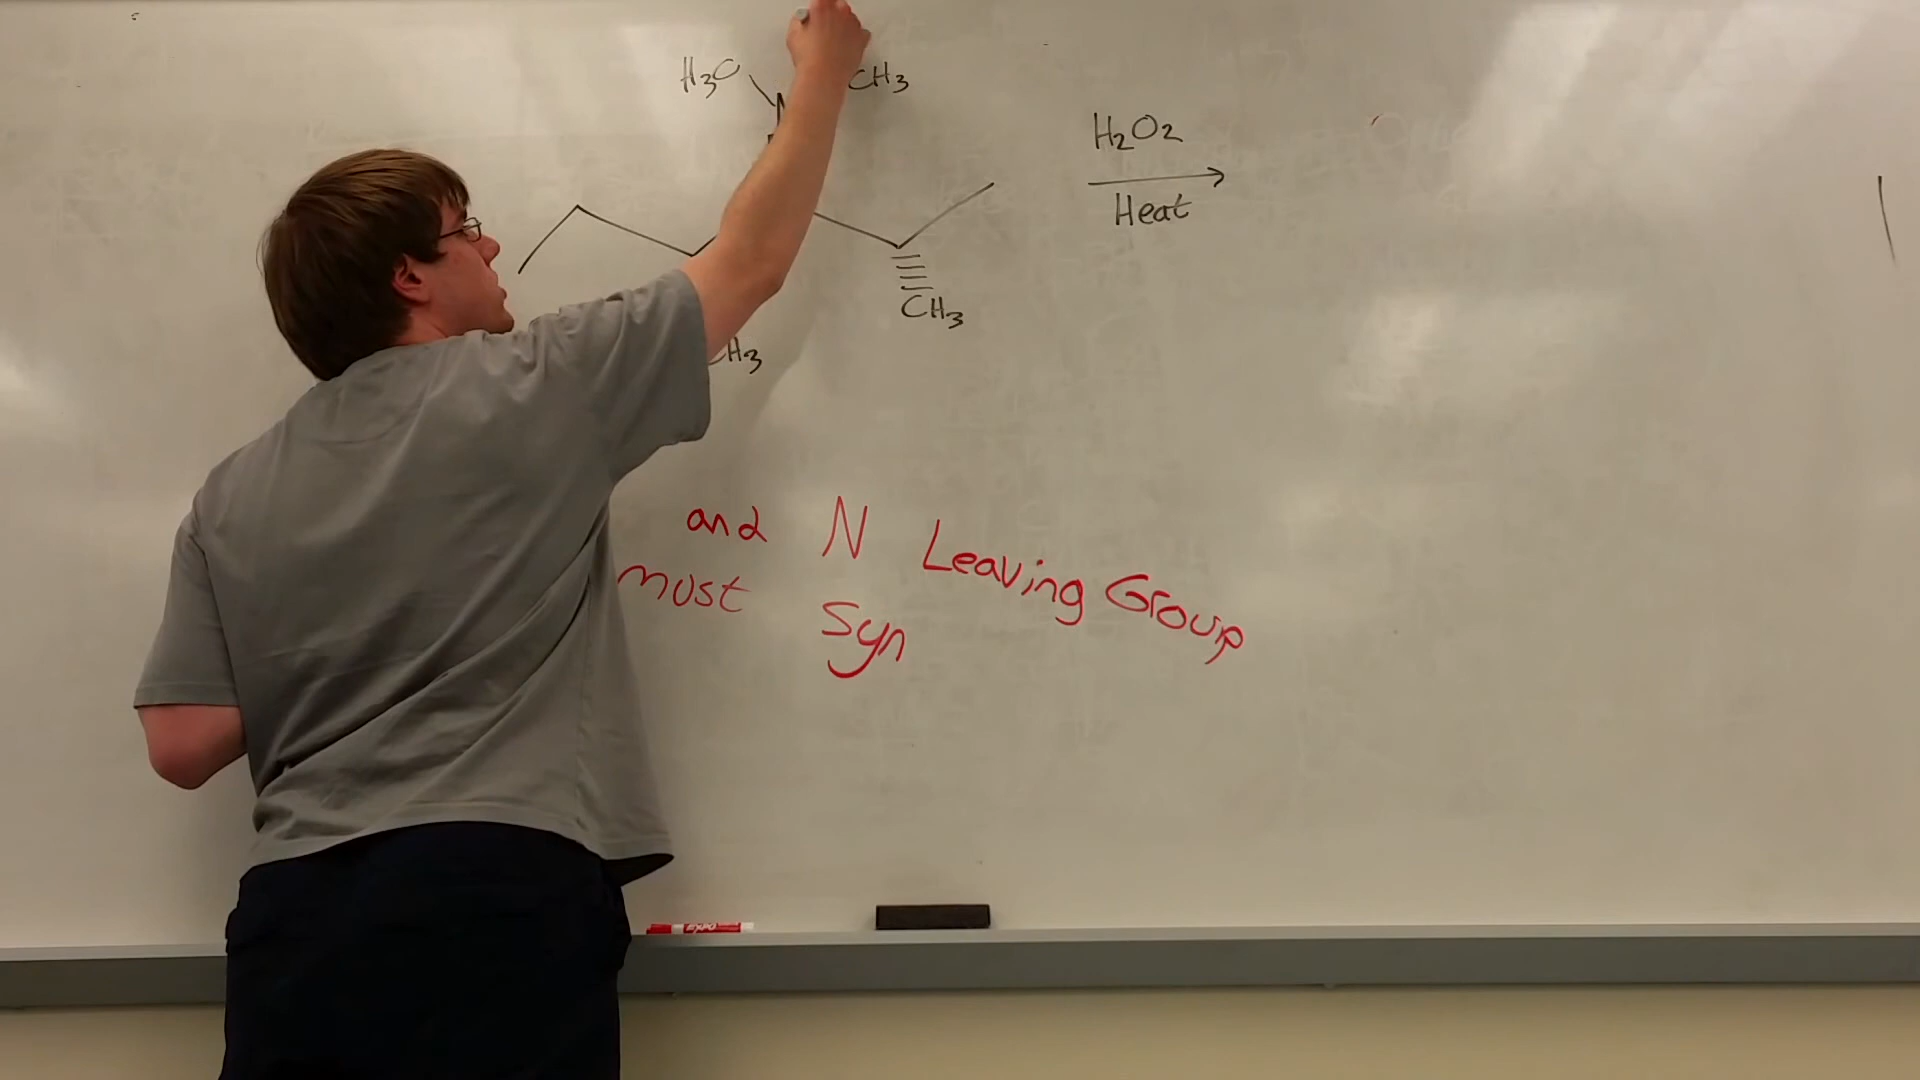 H3C
CH3
N
H2O2
Heat
CH3
CH3
and N Leaving Group
must syn
EXPO